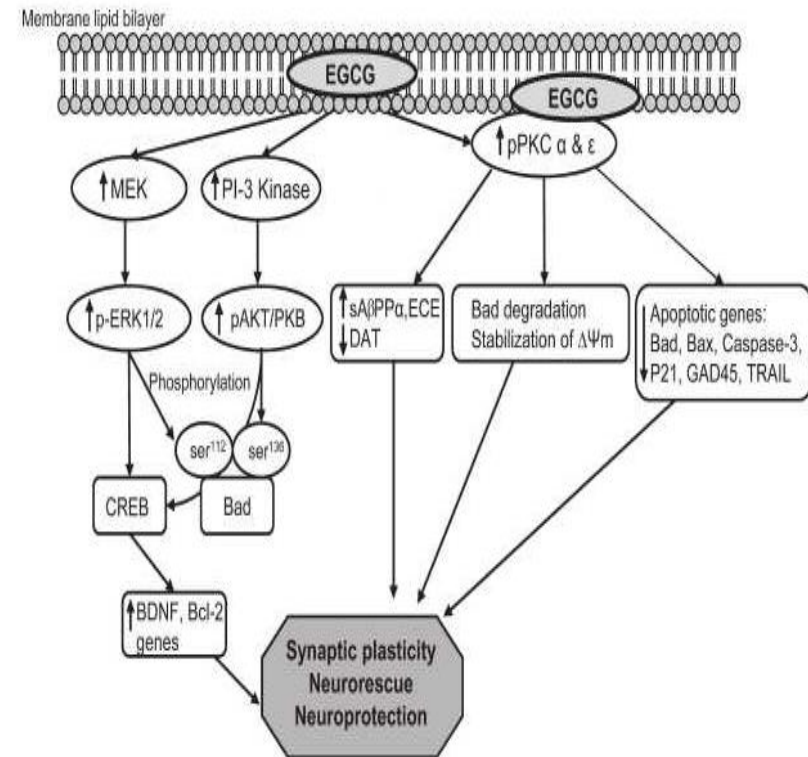 Membrane lipid bilayer
EGCG
EGCG
↑pPKC α & ε
↑MEK
↑PI-3 Kinase
↑p-ERK1/2
↑ pAKT/PKB
↑sAβPPα,ECE
↓DAT
Bad degradation
Stabilization of ΔΨm
↓Apoptotic genes:
Bad, Bax, Caspase-3,
P21, GAD45, TRAIL
Phosphorylation
ser¹¹²
ser¹³⁶
CREB
Bad
↑BDNF, Bcl-2
genes
Synaptic plasticity
Neurorescue
Neuroprotection